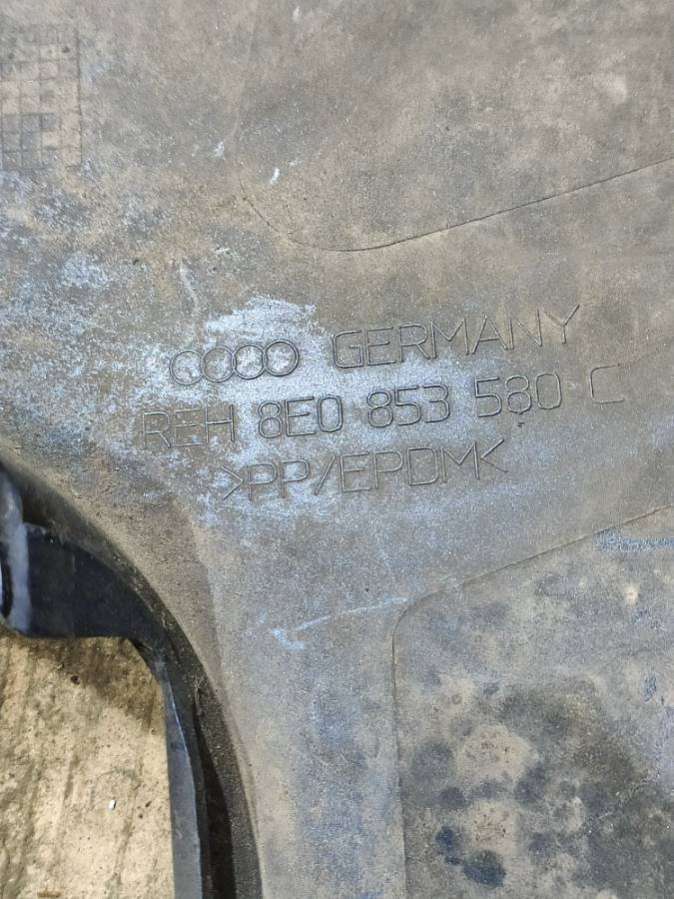 GERMANY
REH 8E0 853 580 C
>PP/EPDM<